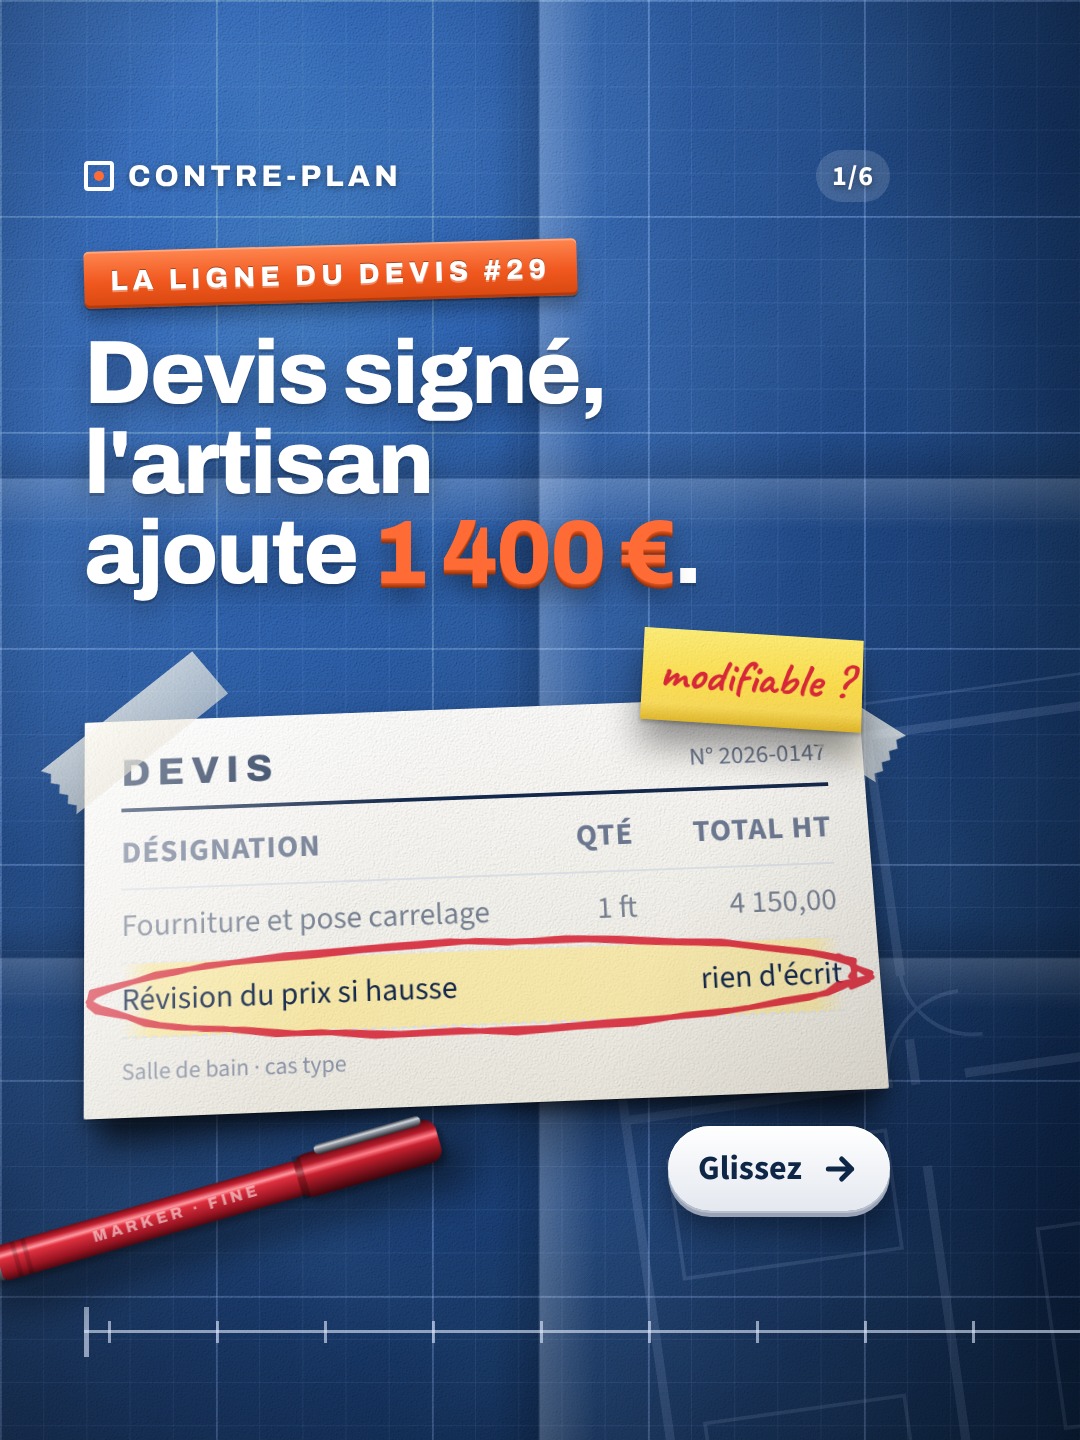 CONTRE-PLAN
1/6
LA LIGNE DU DEVIS #29
Devis signé,
l'artisan
ajoute 1 400 €.
modifiable ?
DEVIS
N° 2026-0147
DÉSIGNATION QTÉ TOTAL HT
Fourniture et pose carrelage 1 ft 4 150,00
Révision du prix si hausse rien d'écrit
Salle de bain · cas type
MARKER · FINE
Glissez →